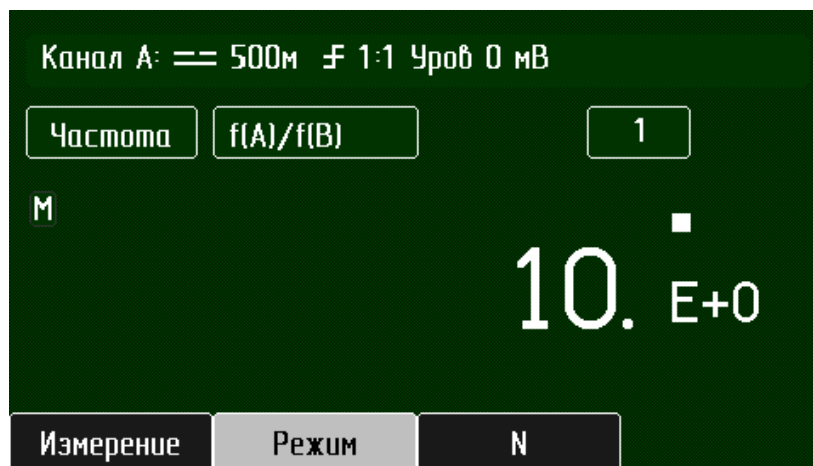 Канал А: 500м 1:1 Уров 0 мВ
Частота f(A)/f(B) 1
М
10. E+0
Измерение Режим N